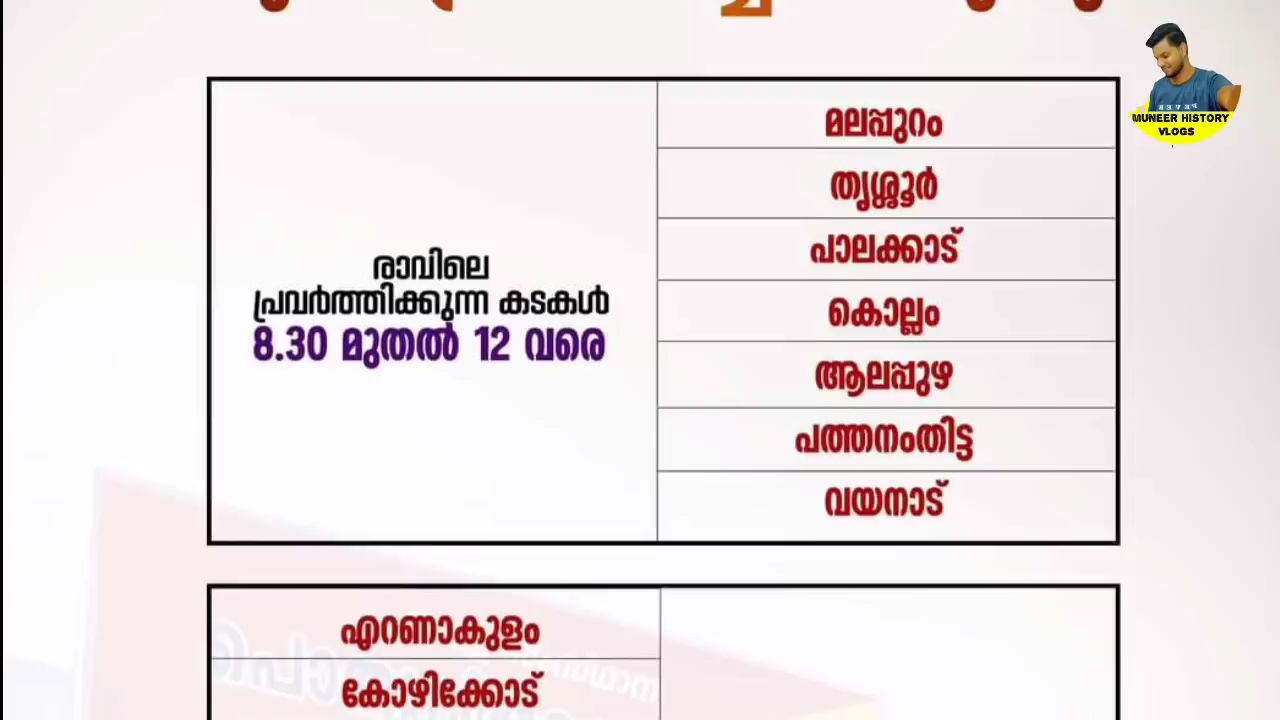 MUNEER HISTORY
VLOGS
രാവിലെ
പ്രവർത്തിക്കുന്ന കടകൾ
8.30 മുതൽ 12 വരെ
മലപ്പുറം
തൃശ്ശൂർ
പാലക്കാട്
കൊല്ലം
ആലപ്പുഴ
പത്തനംതിട്ട
വയനാട്
എറണാകുളം
കോഴിക്കോട്